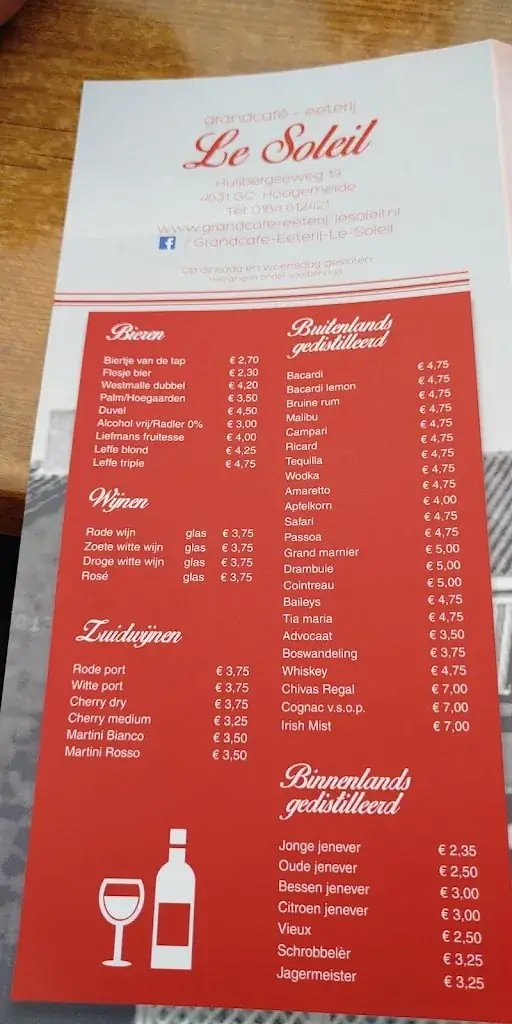 grandcafé - eeterij
Le Soleil
Huijbergseweg 19
4631 GC Hoogerheide
Tel: 0164 612421
www.grandcafe-eeterij-lesoleil.nl
/ Grandcafe-Eeterij-Le-Soleil
Op dinsdag en woensdag gesloten
Bieren
Biertje van de tap € 2,70
Flesje bier € 2,30
Westmalle dubbel € 4,20
Palm/Hoegaarden € 3,50
Duvel € 4,50
Alcohol vrij/Radler 0% € 3,00
Liefmans fruitesse € 4,00
Leffe blond € 4,25
Leffe triple € 4,75
Wijnen
Rode wijn glas € 3,75
Zoete witte wijn glas € 3,75
Droge witte wijn glas € 3,75
Rosé glas € 3,75
Zuidwijnen
Rode port € 3,75
Witte port € 3,75
Cherry dry € 3,75
Cherry medium € 3,25
Martini Bianco € 3,50
Martini Rosso € 3,50
Buitenlands
gedistilleerd
Bacardi € 4,75
Bacardi lemon € 4,75
Bruine rum € 4,75
Malibu € 4,75
Campari € 4,75
Ricard € 4,75
Tequilla € 4,75
Wodka € 4,75
Amaretto € 4,75
Apfelkorn € 4,00
Safari € 4,75
Passoa € 4,75
Grand marnier € 5,00
Drambuie € 5,00
Cointreau € 5,00
Baileys € 4,75
Tia maria € 4,75
Advocaat € 3,50
Boswandeling € 3,75
Whiskey € 4,75
Chivas Regal € 7,00
Cognac v.s.o.p. € 7,00
Irish Mist € 7,00
Binnenlands
gedistilleerd
Jonge jenever € 2,35
Oude jenever € 2,50
Bessen jenever € 3,00
Citroen jenever € 3,00
Vieux € 2,50
Schrobbelèr € 3,25
Jagermeister € 3,25